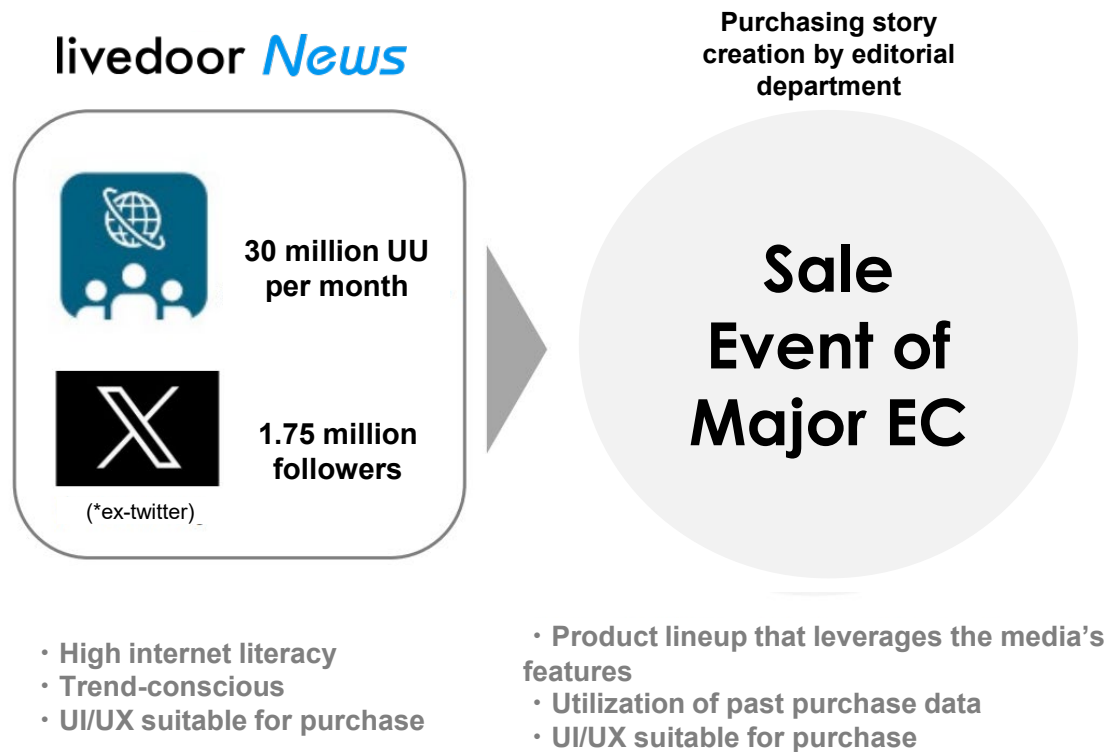 livedoor News
30 million UU
per month
1.75 million
followers
(*ex-twitter)
・High internet literacy
・Trend-conscious
・UI/UX suitable for purchase
Purchasing story
creation by editorial
department
Sale
Event of
Major EC
・Product lineup that leverages the media's
features
・Utilization of past purchase data
・UI/UX suitable for purchase